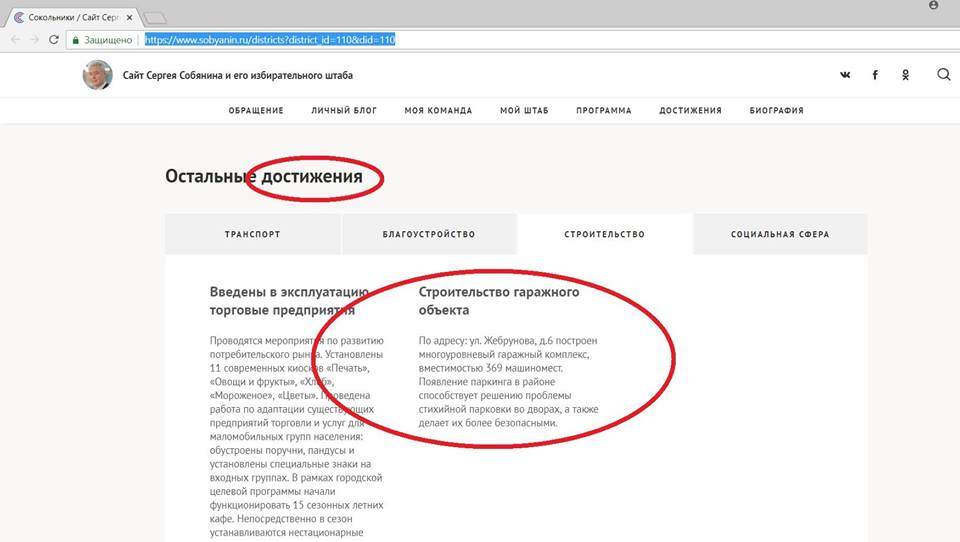 Сокольники / Сайт Серг
Защищено
https://www.sobyanin.ru/districts?district_id=110&did=110
Сайт Сергея Собянина и его избирательного штаба
ОБРАЩЕНИЕ ЛИЧНЫЙ БЛОГ МОЯ КОМАНДА МОЙ ШТАБ ПРОГРАММА ДОСТИЖЕНИЯ БИОГРАФИЯ
Остальные достижения
ТРАНСПОРТ БЛАГОУСТРОЙСТВО СТРОИТЕЛЬСТВО СОЦИАЛЬНАЯ СФЕРА
Введены в эксплуатацию
торговые предприятия
Проводятся мероприятия по развитию
потребительского рынка. Установлены
11 современных киосков «Печать»,
«Овощи и фрукты», «Хлеб»,
«Мороженое», «Цветы». Проведена
работа по адаптации существующих
предприятий торговли и услуг для
маломобильных групп населения:
обустроены поручни, пандусы и
установлены специальные знаки на
входных группах. В рамках городской
целевой программы начали
функционировать 15 сезонных летних
кафе. Непосредственно в сезон
устанавливаются нестационарные
Строительство гаражного
объекта
По адресу: ул. Жебрунова, д.6 построен
многоуровневый гаражный комплекс,
вместимостью 369 машиномест.
Появление паркинга в районе
способствует решению проблемы
стихийной парковки во дворах, а также
делает их более безопасными.